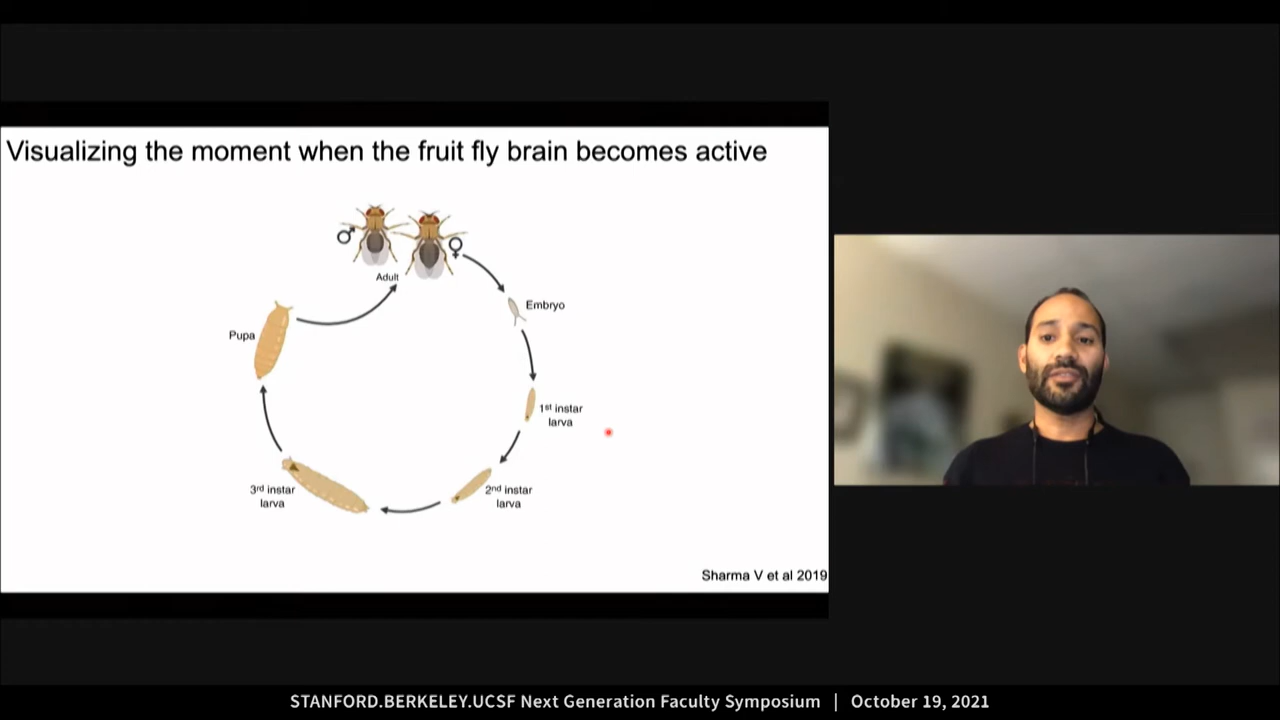 Visualizing the moment when the fruit fly brain becomes active
♂
♀
Adult
Embryo
Pupa
1st instar
larva
3rd instar
larva
2nd instar
larva
Sharma V et al 2019
STANFORD.BERKELEY.UCSF Next Generation Faculty Symposium | October 19, 2021